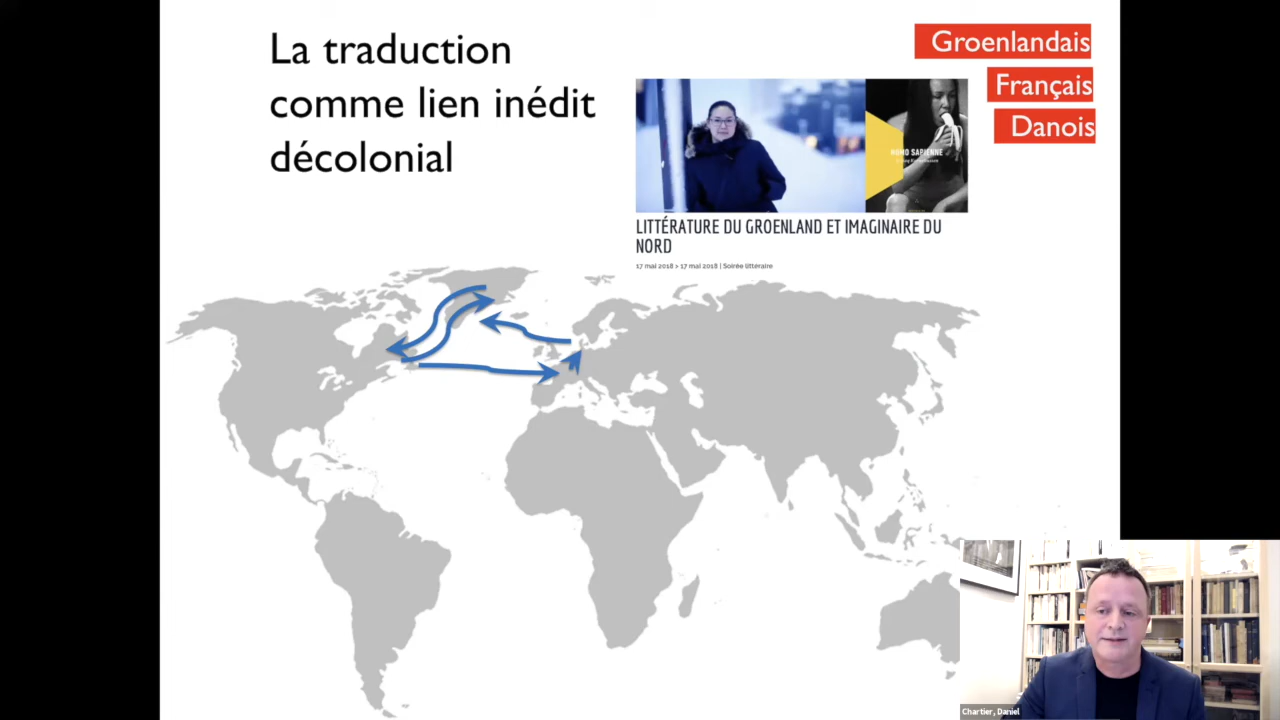 La traduction
comme lien inédit
décolonial
Groenlandais
Français
Danois
HOMO SAPIENNE
LITTÉRATURE DU GROENLAND ET IMAGINAIRE DU
NORD
17 mai 2018 > 17 mai 2018 | Soirée littéraire
Chartier, Daniel